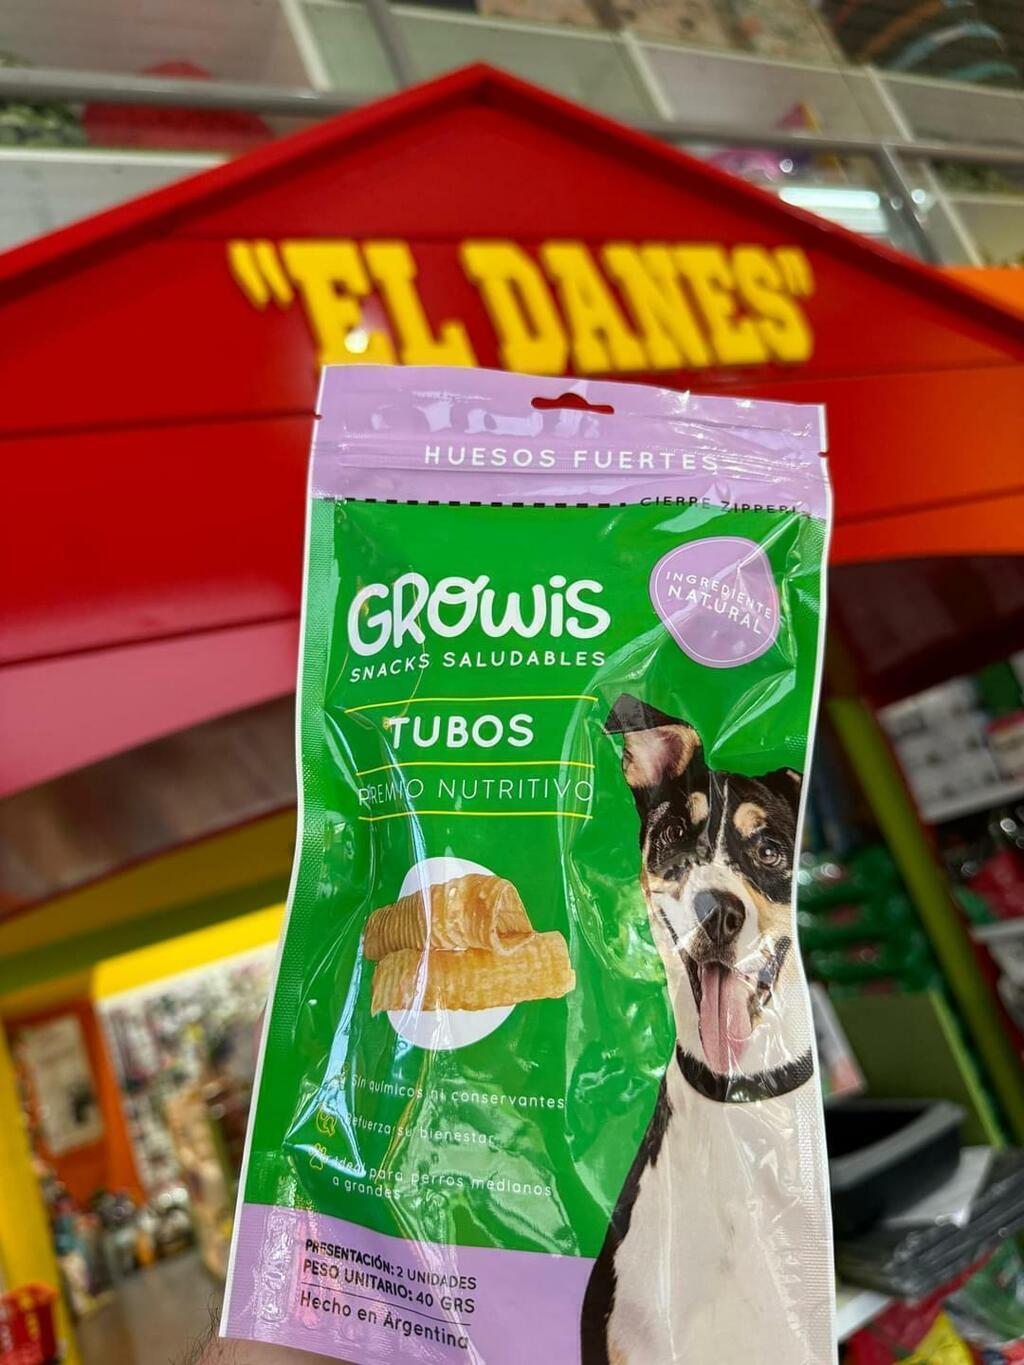 "EL DANES"
HUESOS FUERTES
CIERRE ZIPPER
INGREDIENTE
NATURAL
GROWIS
SNACKS SALUDABLES
TUBOS
PREMIO NUTRITIVO
Sin químicos ni conservantes
Refuerza su bienestar
Ideal para perros medianos
a grandes
PRESENTACIÓN: 2 UNIDADES
PESO UNITARIO: 40 GRS
Hecho en Argentina